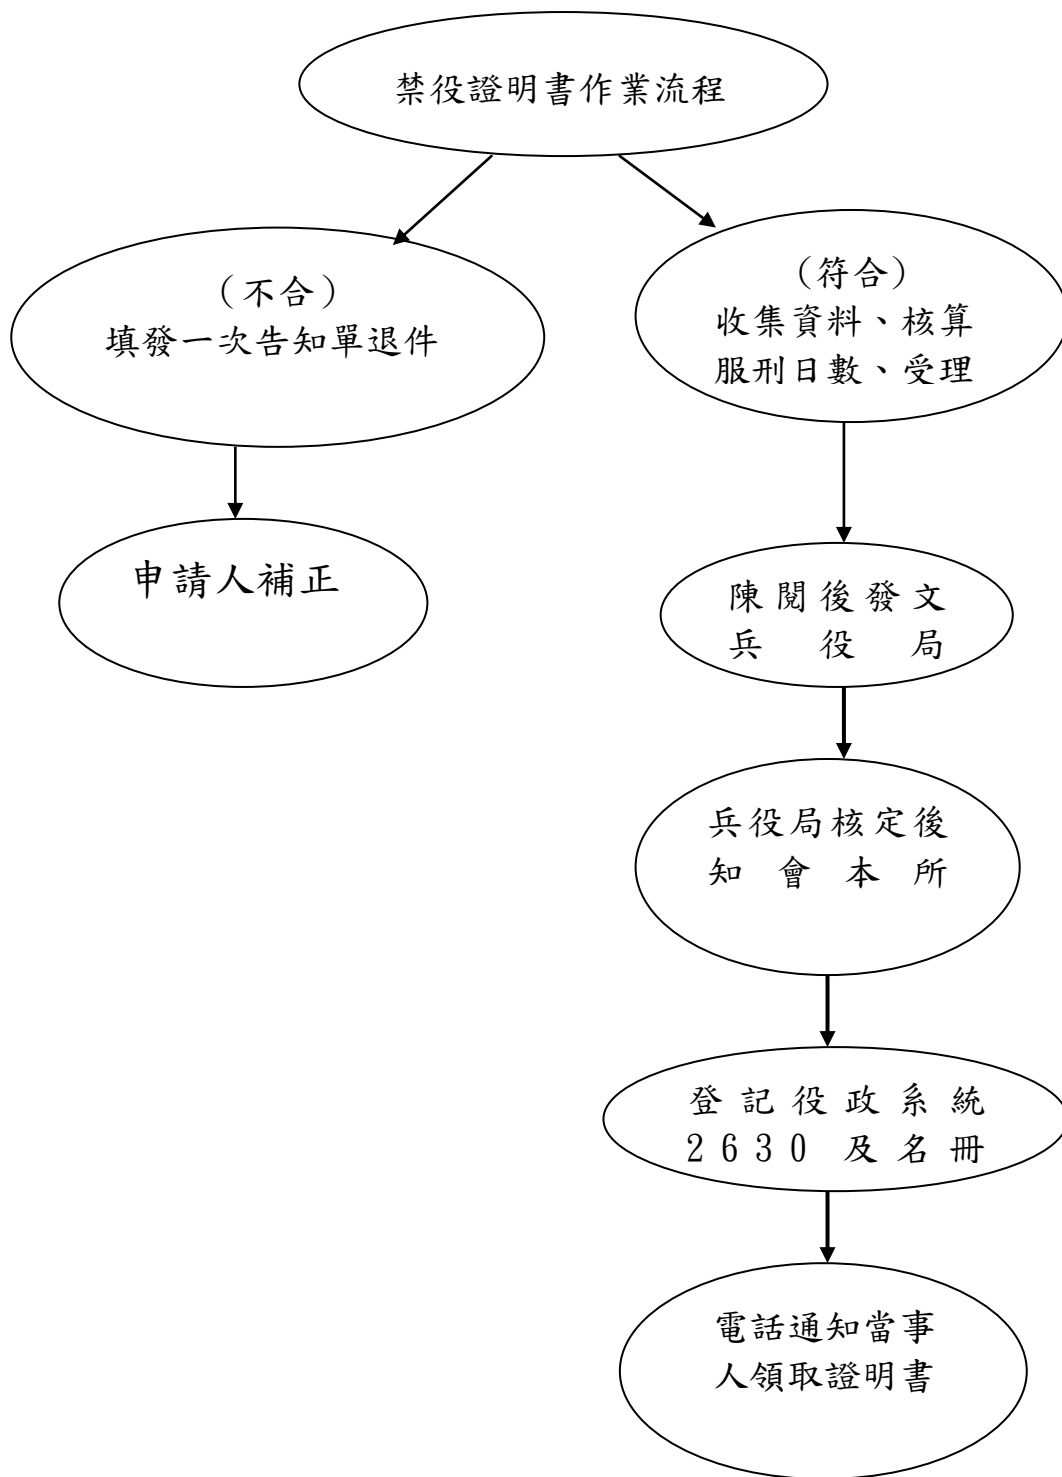 禁役證明書作業流程
（不合）
填發一次告知單退件
申請人補正
（符合）
收集資料、核算
服刑日數、受理
陳閱後發文
兵役局
兵役局核定後
知會本所
登記役政系統
2630 及名冊
電話通知當事
人領取證明書